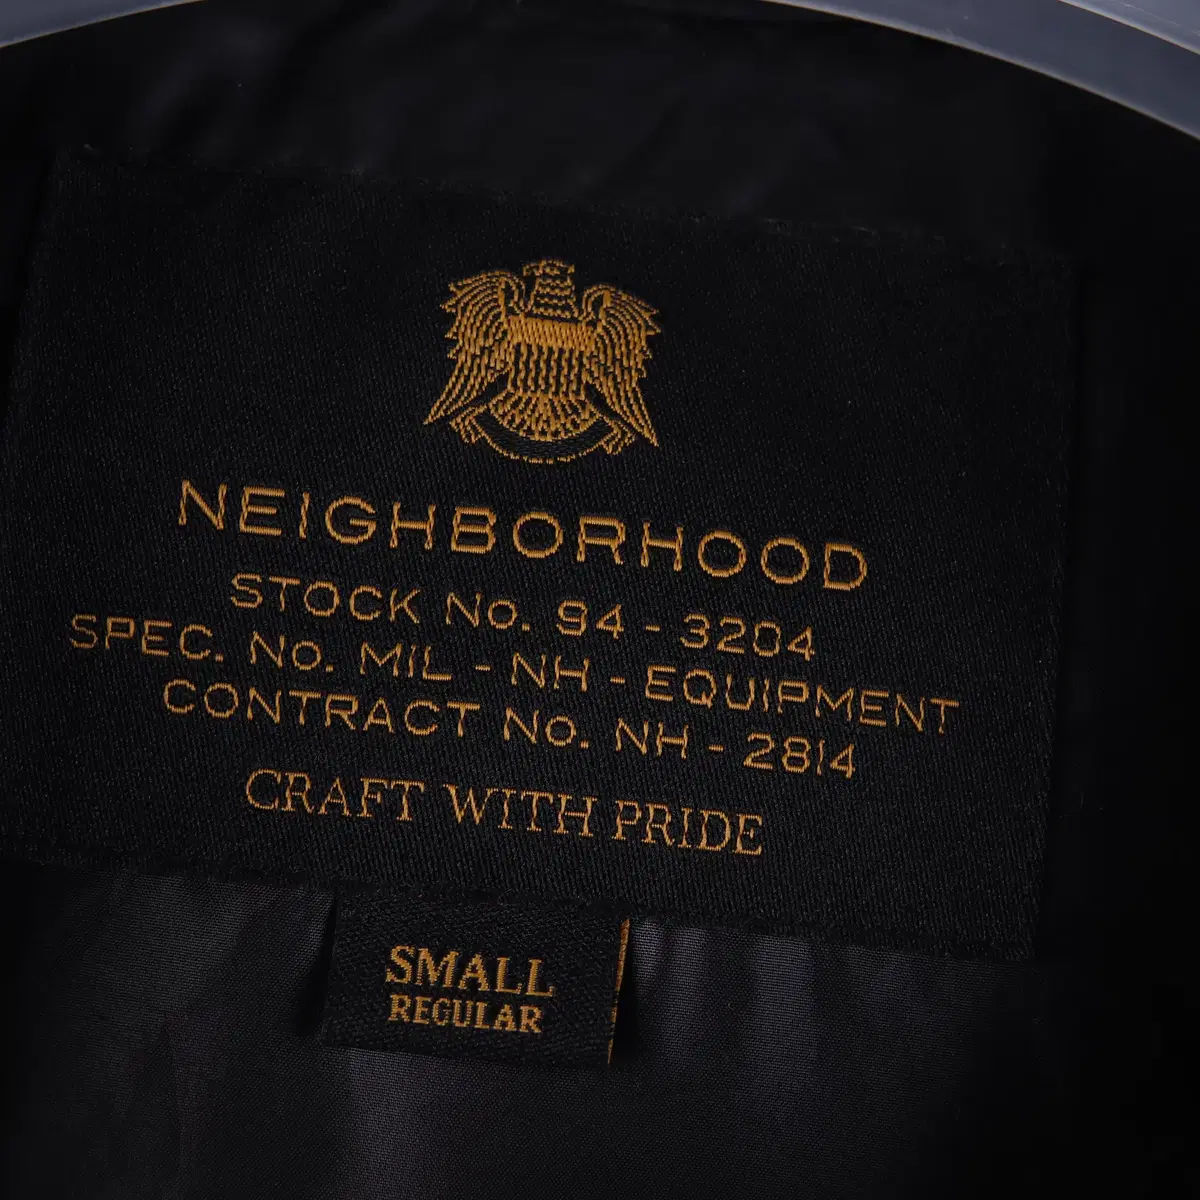 NEIGHBORHOOD
STOCK No. 94 - 3204
SPEC. No. MIL - NH - EQUIPMENT
CONTRACT No. NH - 2814
CRAFT WITH PRIDE
SMALL
REGULAR